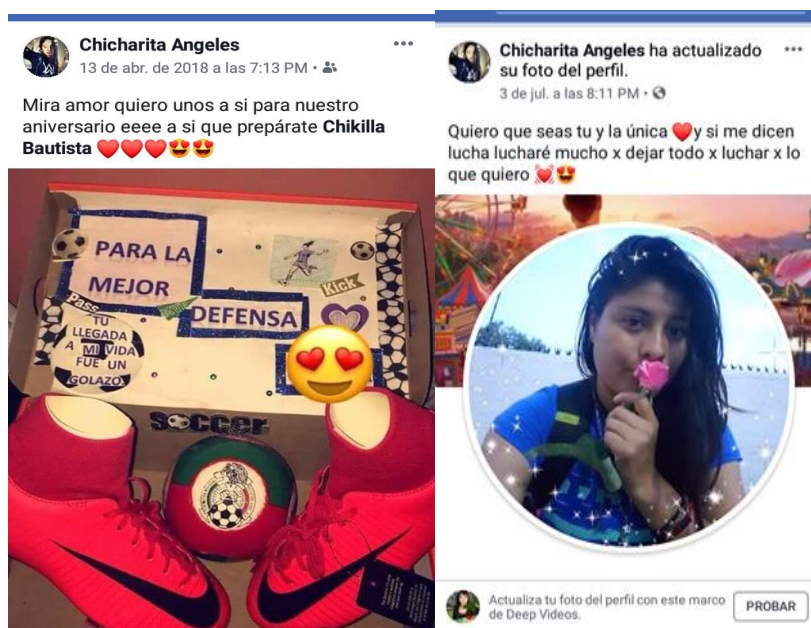 Chicharita Angeles
13 de abr. de 2018 a las 7:13 PM •
Mira amor quiero unos a si para nuestro
aniversario eeee a si que prepárate Chikilla
Bautista ❤️❤️❤️😍😍
PARA LA
MEJOR
Kick
Pass
DEFENSA
TU
LLEGADA
A MI VIDA
FUE UN
GOLAZO
SOCCER
Chicharita Angeles ha actualizado
su foto del perfil.
3 de jul. a las 8:11 PM •
Quiero que seas tu y la única ❤️y si me dicen
lucha lucharé mucho x dejar todo x luchar x lo
que quiero 💓😍
Actualiza tu foto del perfil con este marco
de Deep Videos.
PROBAR